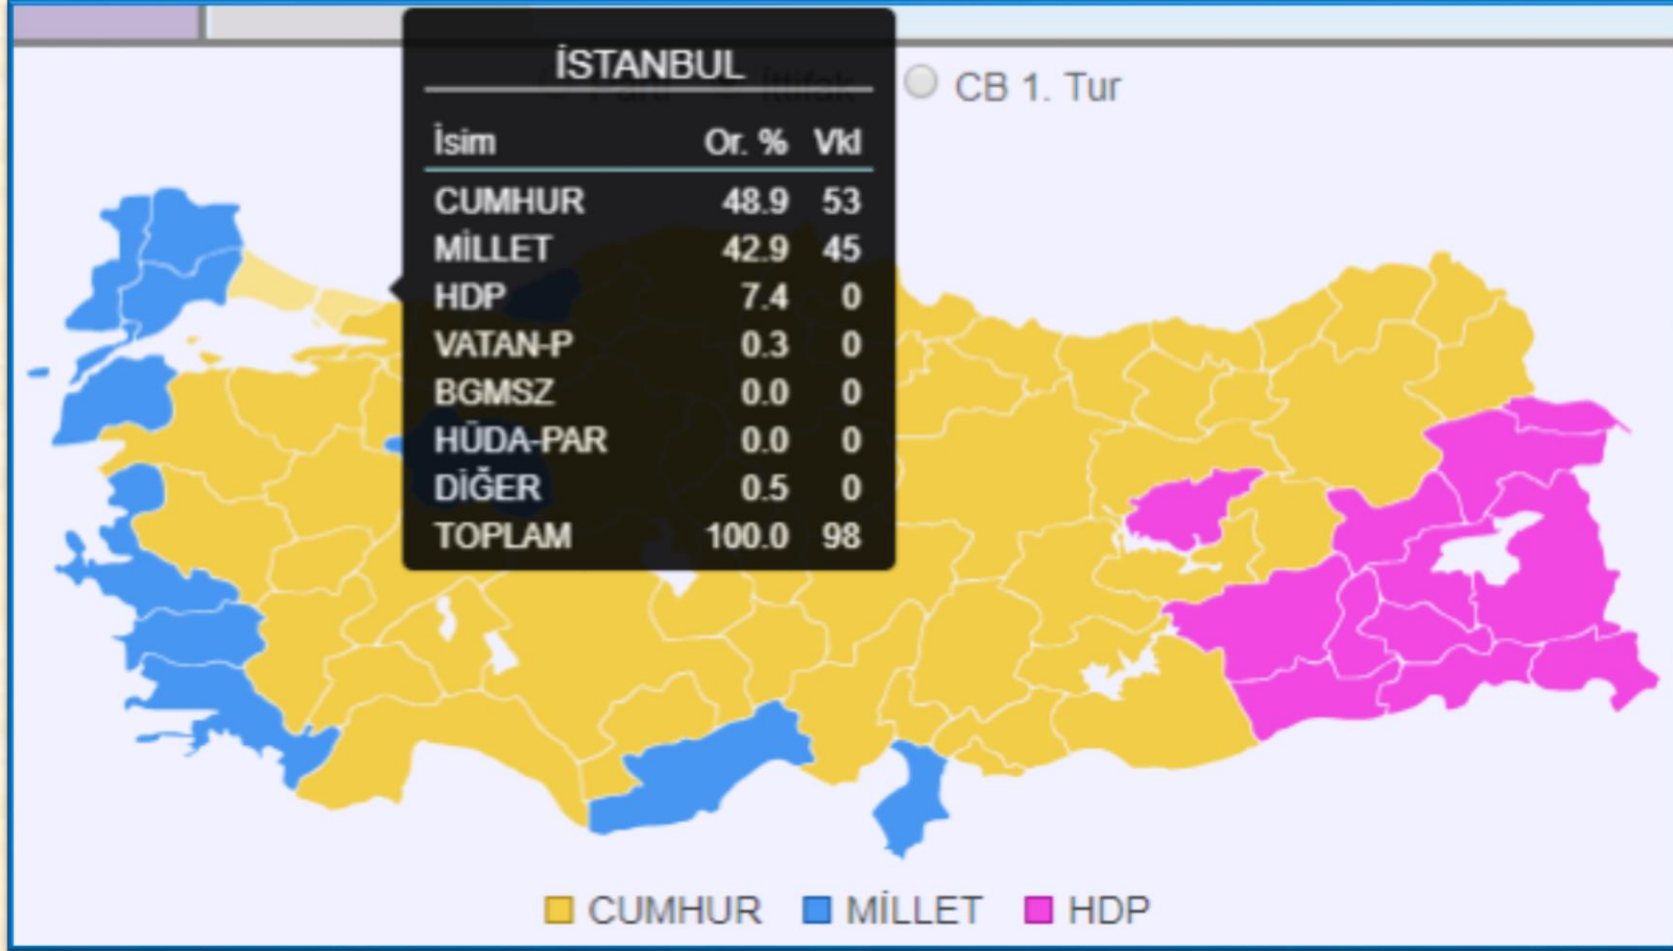 İSTANBUL
Parti İttifak CB 1. Tur
İsim Or. % Vkl
CUMHUR 48.9 53
MİLLET 42.9 45
HDP 7.4 0
VATAN-P 0.3 0
BGMSZ 0.0 0
HÜDA-PAR 0.0 0
DİĞER 0.5 0
TOPLAM 100.0 98
CUMHUR MİLLET HDP